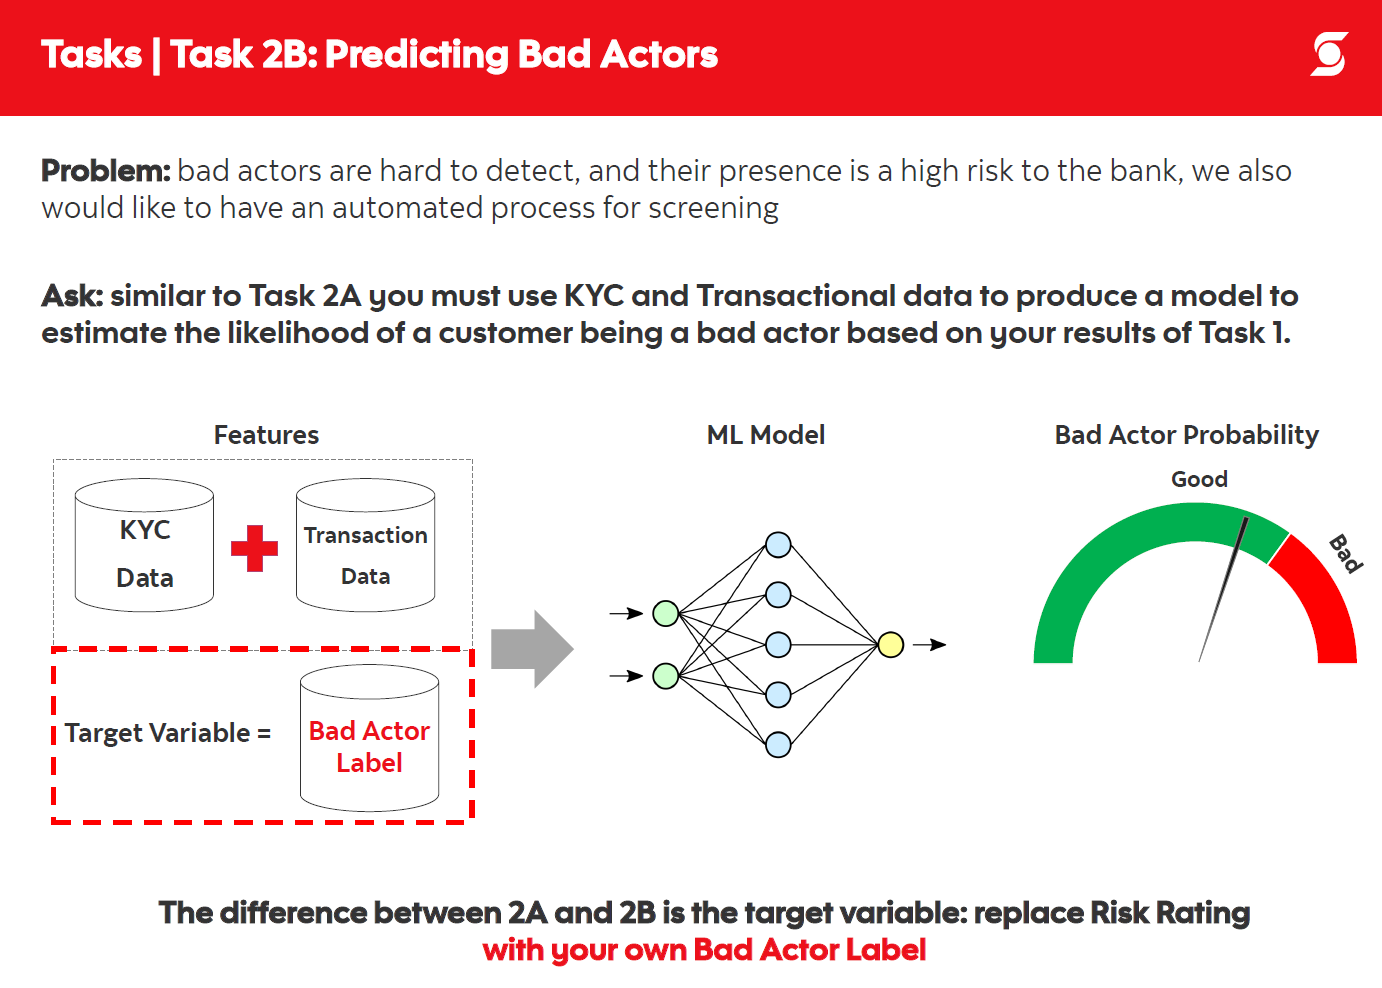 Tasks | Task 2B: Predicting Bad Actors
Problem: bad actors are hard to detect, and their presence is a high risk to the bank, we also
would like to have an automated process for screening
Ask: similar to Task 2A you must use KYC and Transactional data to produce a model to
estimate the likelihood of a customer being a bad actor based on your results of Task 1.
Features
KYC
Data
Transaction
Data
Target Variable =
Bad Actor
Label
ML Model
Bad Actor Probability
Good
Bad
The difference between 2A and 2B is the target variable: replace Risk Rating
with your own Bad Actor Label